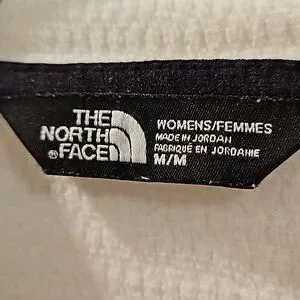 THE
NORTH
®FACE
WOMENS/FEMMES
MADE IN JORDAN
FABRIQUÉ EN JORDANIE
M/M